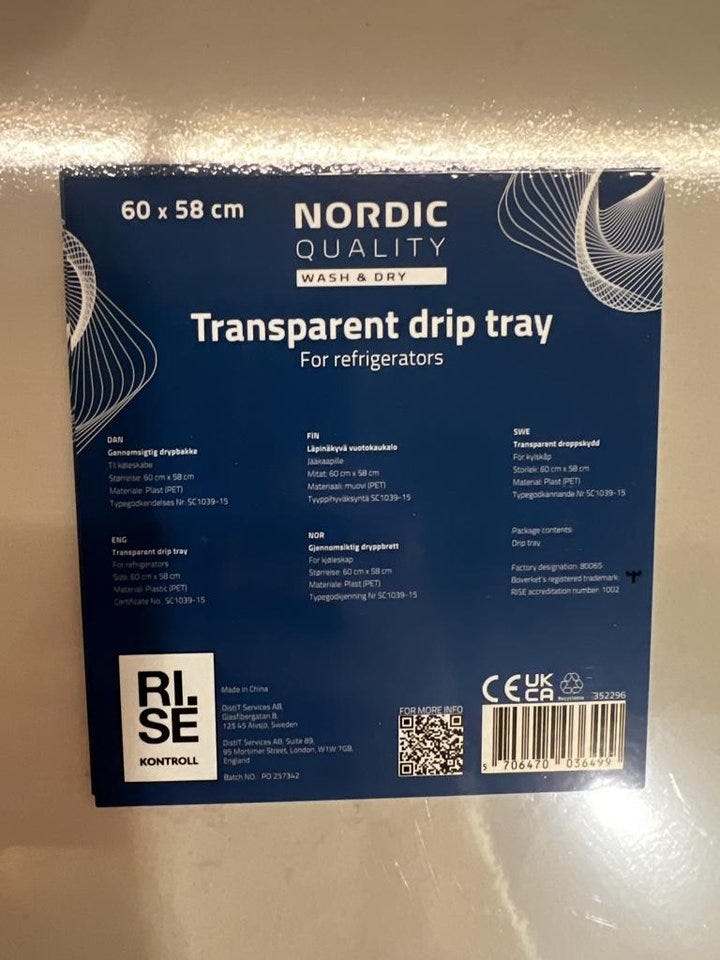 60 x 58 cm
NORDIC
QUALITY
WASH & DRY
Transparent drip tray
For refrigerators
DAN
Gennemsigtig drypbakke
Til køleskabe
Størrelse: 60 cm x 58 cm
Materiale: Plast (PET)
Typegodkendelses Nr. SC1039-15
FIN
Läpinäkyvä vuotokaukalo
Jääkaapille
Mitat: 60 cm x 58 cm
Materiaali: muovi (PET)
Tyyppihyväksyntä SC1039-15
SWE
Transparent droppskydd
För kylskåp
Storlek: 60 cm x 58 cm
Material: Plast (PET)
Typegodkännande Nr SC1039-15
ENG
Transparent drip tray
For refrigerators
Size: 60 cm x 58 cm
Material: Plastic (PET)
Certificate No.: SC1039-15
NOR
Gjennomsiktig dryppbrett
For kjøleskap
Størrelse: 60 cm x 58 cm
Materiale: Plast (PET)
Typegodkjenning Nr SC1039-15
Package contents:
Drip tray
Factory designation: 80065
Boverket's registered trademark:
RISE accreditation number: 1002
RI.
SE
KONTROLL
Made in China
DistIT Services AB,
Glasfibergatan 8,
125 45 Älvsjö, Sweden
DistIT Services AB, Suite 89,
95 Mortimer Street, London, W1W 7GB,
England
Batch NO.: PO 257342
FOR MORE INFO
CE UK
CA
Recyclable
352296
5 706470 036499